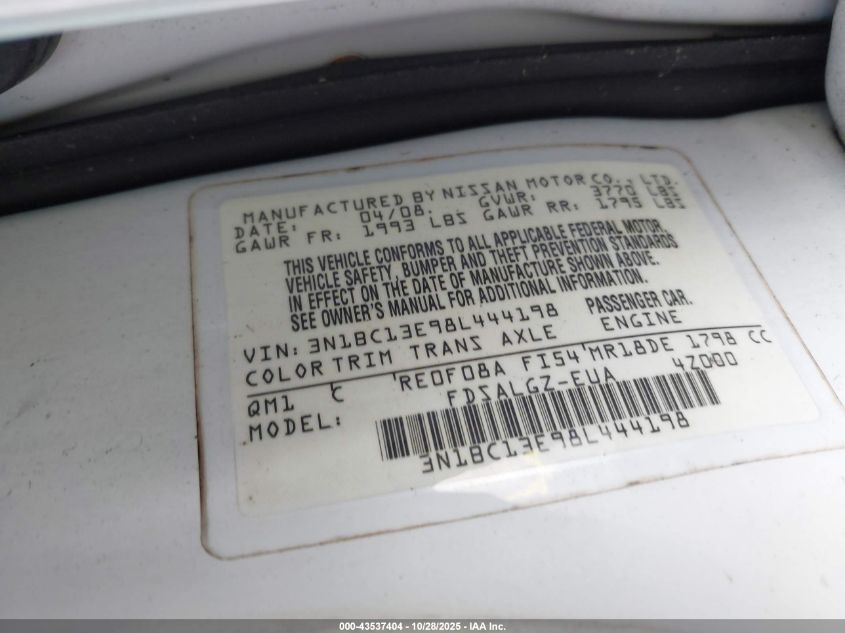 MANUFACTURED BY NISSAN MOTOR CO., LTD.
DATE: 04/08. GVWR: 3770 LBS
GAWR FR: 1993 LBS GAWR RR: 1795 LBS
THIS VEHICLE CONFORMS TO ALL APPLICABLE FEDERAL MOTOR
VEHICLE SAFETY, BUMPER AND THEFT PREVENTION STANDARDS
IN EFFECT ON THE DATE OF MANUFACTURE SHOWN ABOVE.
SEE OWNER'S MANUAL FOR ADDITIONAL INFORMATION.
VIN: 3N1BC13E98L444198 PASSENGER CAR.
COLOR TRIM TRANS AXLE ENGINE
QM1 C RE0F08A FI54 MR18DE 1798 CC
MODEL: FDSALGZ-EUA 4Z000
3N1BC13E98L444198
000-43537404 | 10/28/2025 - IAA Inc.